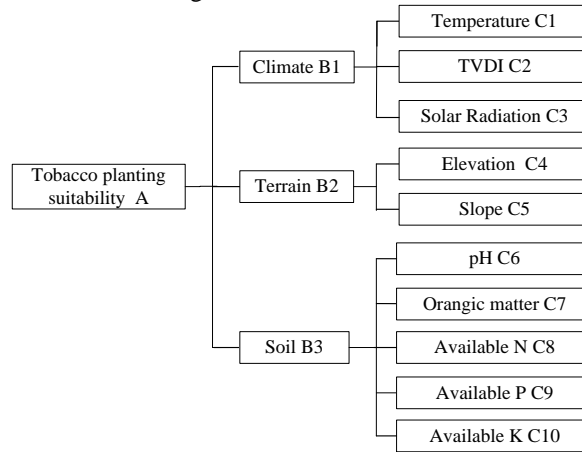 Temperature C1
Climate B1
TVDI C2
Solar Radiation C3
Tobacco planting
suitability A
Terrain B2
Elevation C4
Slope C5
pH C6
Orangic matter C7
Soil B3
Available N C8
Available P C9
Available K C10